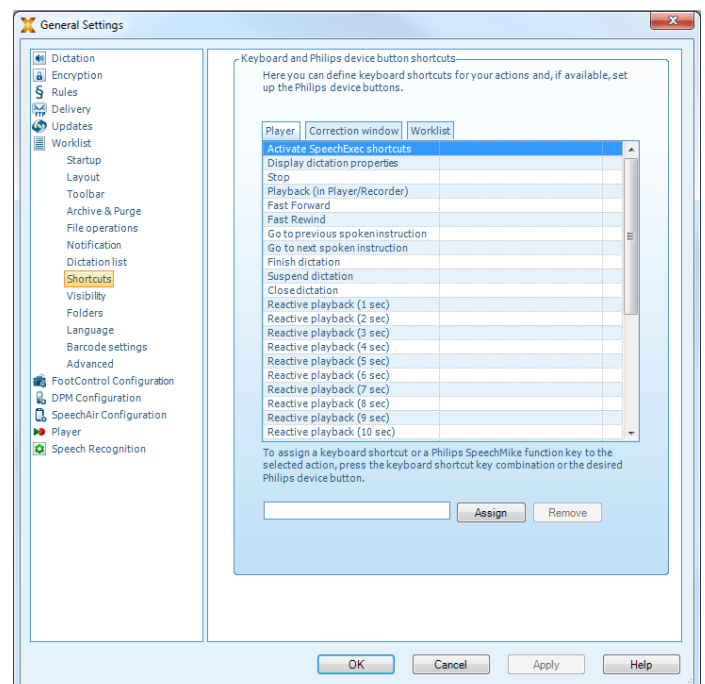 General Settings
Dictation
Encryption
Rules
FTP
Delivery
Updates
Worklist
Startup
Layout
Toolbar
Archive & Purge
File operations
Notification
Dictation list
Shortcuts
Visibility
Folders
Language
Barcode settings
Advanced
FootControl Configuration
DPM Configuration
SpeechAir Configuration
Player
Speech Recognition
Keyboard and Philips device button shortcuts
Here you can define keyboard shortcuts for your actions and, if available, set
up the Philips device buttons.
Player Correction window Worklist
Activate SpeechExec shortcuts
Display dictation properties
Stop
Playback (in Player/Recorder)
Fast Forward
Fast Rewind
Go to previous spoken instruction
Go to next spoken instruction
Finish dictation
Suspend dictation
Close dictation
Reactive playback (1 sec)
Reactive playback (2 sec)
Reactive playback (3 sec)
Reactive playback (4 sec)
Reactive playback (5 sec)
Reactive playback (6 sec)
Reactive playback (7 sec)
Reactive playback (8 sec)
Reactive playback (9 sec)
Reactive playback (10 sec)
To assign a keyboard shortcut or a Philips SpeechMike function key to the
selected action, press the keyboard shortcut key combination or the desired
Philips device button.
Assign Remove
OK Cancel Apply Help